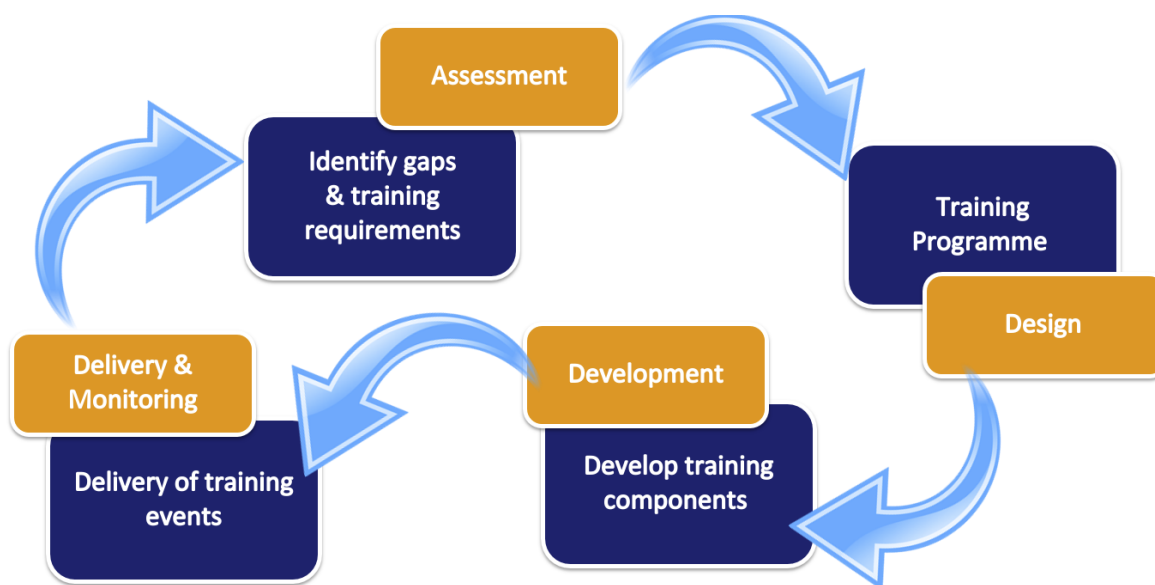 Assessment
Identify gaps
& training
requirements
Training
Programme
Design
Development
Develop training
components
Delivery &
Monitoring
Delivery of training
events